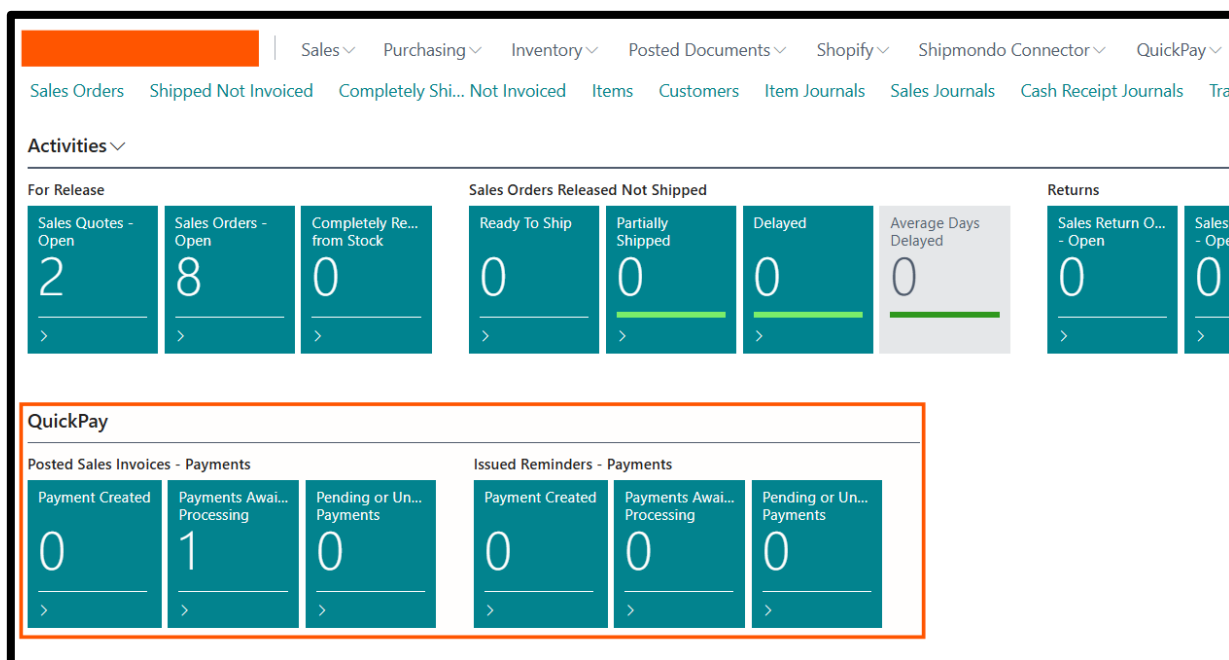 Sales Purchasing Inventory Posted Documents Shopify Shipmondo Connector QuickPay
Sales Orders Shipped Not Invoiced Completely Shi... Not Invoiced Items Customers Item Journals Sales Journals Cash Receipt Journals
Activities
For Release Sales Orders Released Not Shipped Returns
Sales Quotes - Sales Orders - Completely Re... Ready To Ship Partially Delayed Average Days Sales Return O... Sales
Open Open from Stock Shipped Delayed - Open
2 8 0 0 0 0 0 0 0
QuickPay
Posted Sales Invoices - Payments Issued Reminders - Payments
Payment Created Payments Awai... Pending or Un... Payment Created Payments Awai... Pending or Un...
Processing Payments Processing Payments
0 1 0 0 0 0